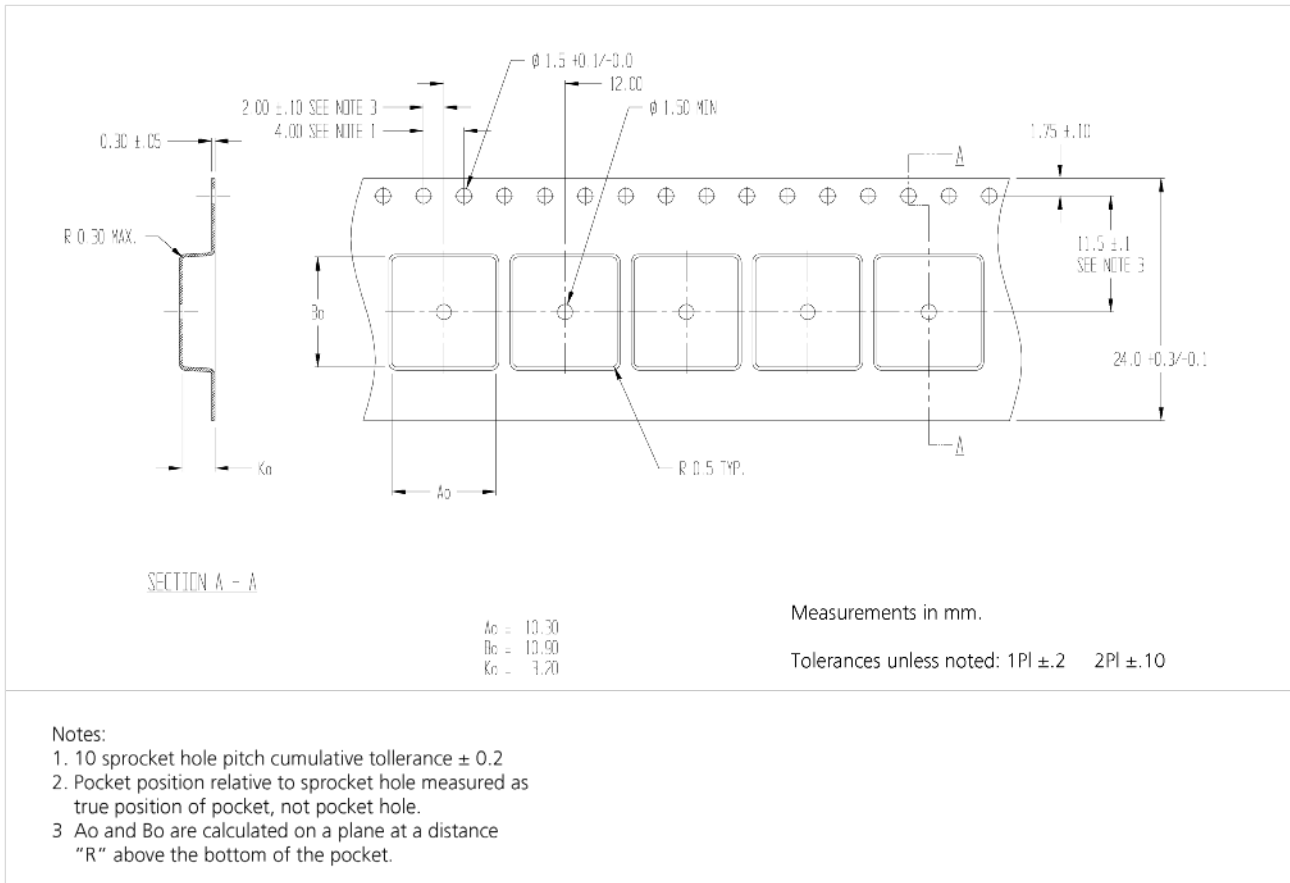 Ø 1.5 +0.1/-0.0
12.00
2.00 ±.10 SEE NOTE 3
Ø 1.50 MIN
4.00 SEE NOTE 1
0.30 ±.05
1.75 ±.10
A
R 0.30 MAX.
11.5 ±.1
SEE NOTE 3
Bo
24.0 +0.3/-0.1
A
Ko
R 0.5 TYP.
Ao
SECTION A - A
Ao = 10.30
Bo = 10.90
Ko =
Measurements in mm.
Tolerances unless noted: 1Pl ±.2 2Pl ±.10
Notes:
1. 10 sprocket hole pitch cumulative tollerance ± 0.2
2. Pocket position relative to sprocket hole measured as
true position of pocket, not pocket hole.
3 Ao and Bo are calculated on a plane at a distance
"R" above the bottom of the pocket.